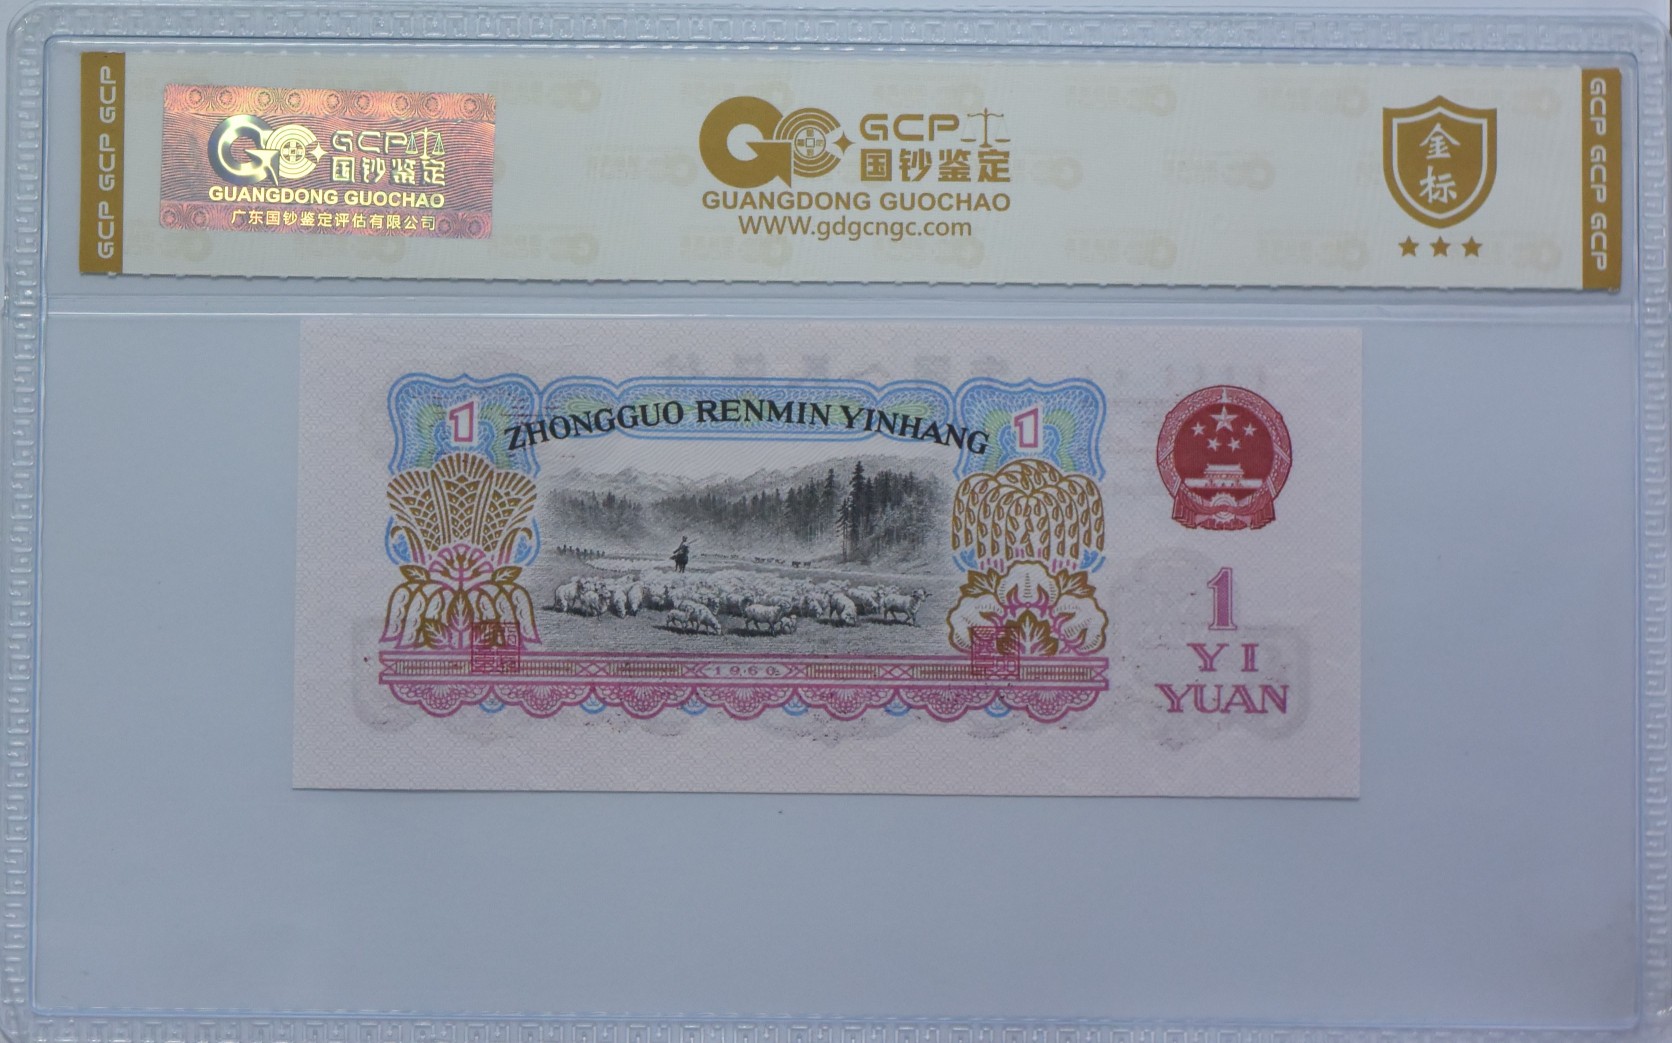 GCP GCP GCP
GCP
国钞鉴定
GUANGDONG GUOCHAO
广东国钞鉴定评估有限公司
GCP
国钞鉴定
GUANGDONG GUOCHAO
www.gdgcngc.com
金标
GCP GCP GCP
1
ZHONGGUO RENMIN YINHANG
1
1
YI
YUAN
1960